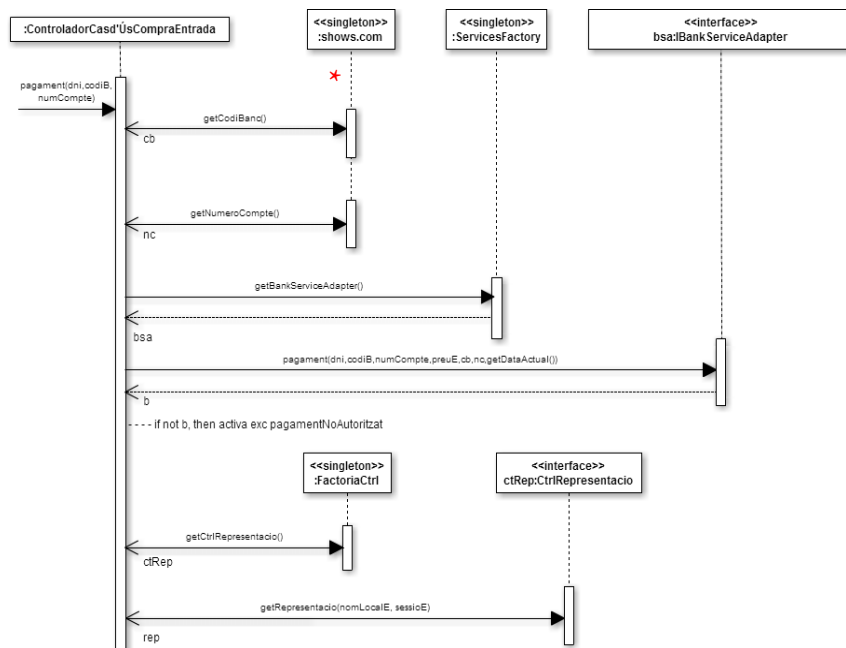 :ControladorCasd'ÚsCompraEntrada
<<singleton>>
:shows.com
<<singleton>>
:ServicesFactory
<<interface>>
bsa:IBankServiceAdapter
*
pagament(dni,codiB,
numCompte)
getCodiBanc()
cb
getNumeroCompte()
nc
getBankServiceAdapter()
bsa
pagament(dni,codiB,numCompte,preuE,cb,nc,getDataActual())
b
---- if not b, then activa exc pagamentNoAutoritzat
<<singleton>>
:FactoriaCtrl
<<interface>>
ctRep:CtrlRepresentacio
getCtrlRepresentacio()
ctRep
getRepresentacio(nomLocalE, sessioE)
rep